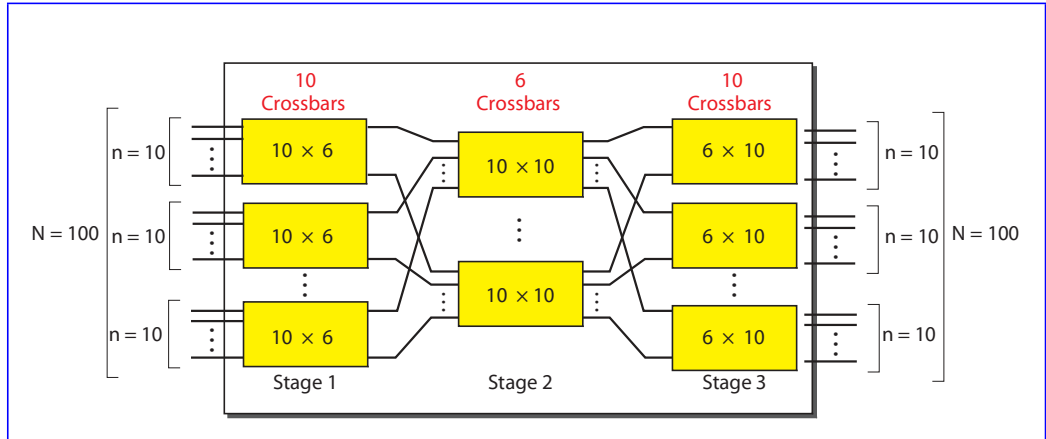 10
Crossbars
6
Crossbars
10
Crossbars
n = 10
10 × 6
10 × 10
6 × 10
n = 10
N = 100
n = 10
10 × 6
6 × 10
n = 10
N = 100
10 × 10
n = 10
10 × 6
6 × 10
n = 10
Stage 1
Stage 2
Stage 3